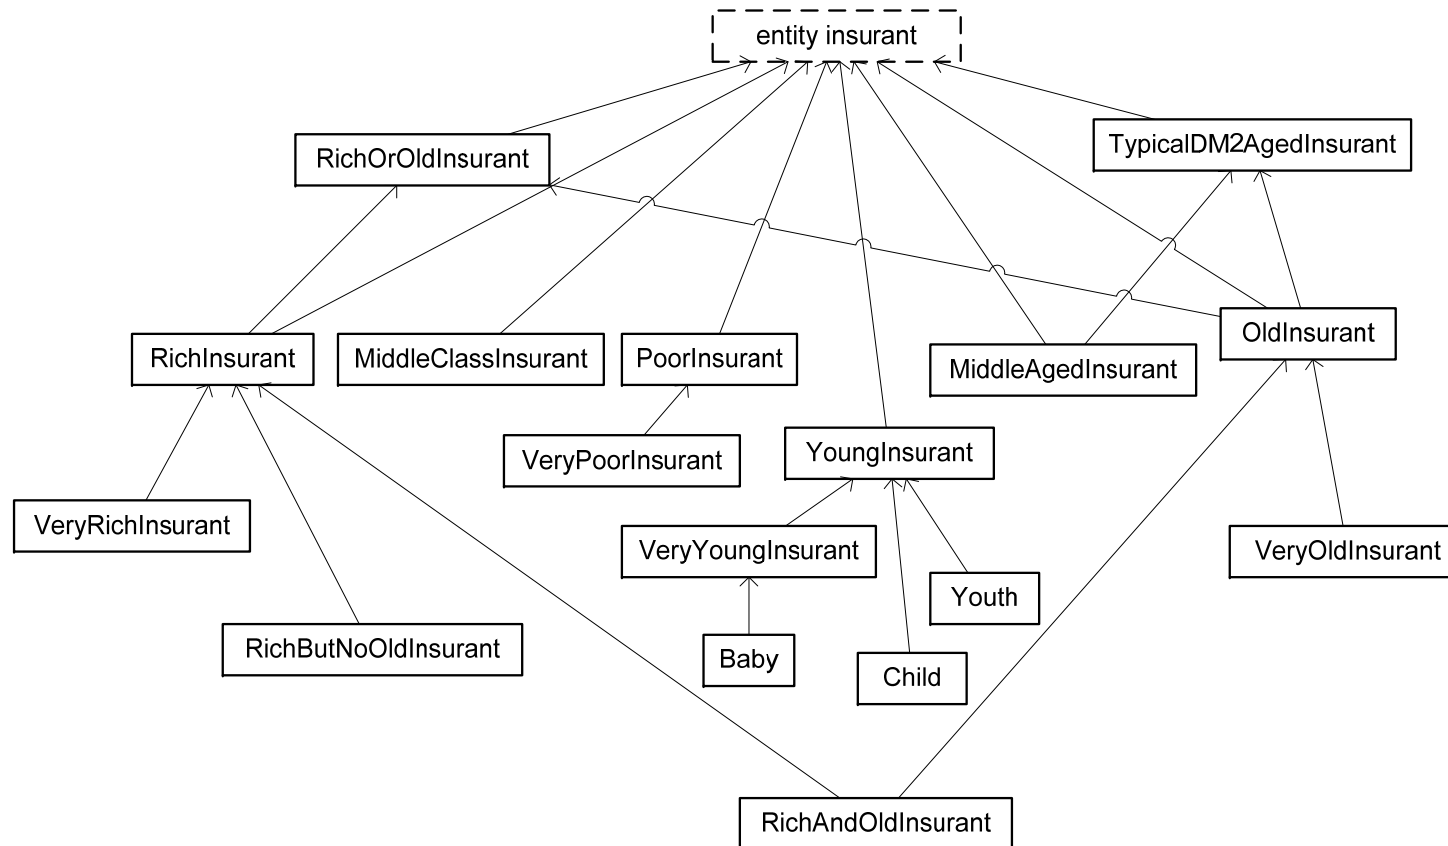 entity insurant
RichOrOldInsurant
TypicalDM2AgedInsurant
RichInsurant
MiddleClassInsurant
PoorInsurant
MiddleAgedInsurant
OldInsurant
VeryPoorInsurant
YoungInsurant
VeryRichInsurant
VeryYoungInsurant
VeryOldInsurant
Youth
RichButNoOldInsurant
Baby
Child
RichAndOldInsurant